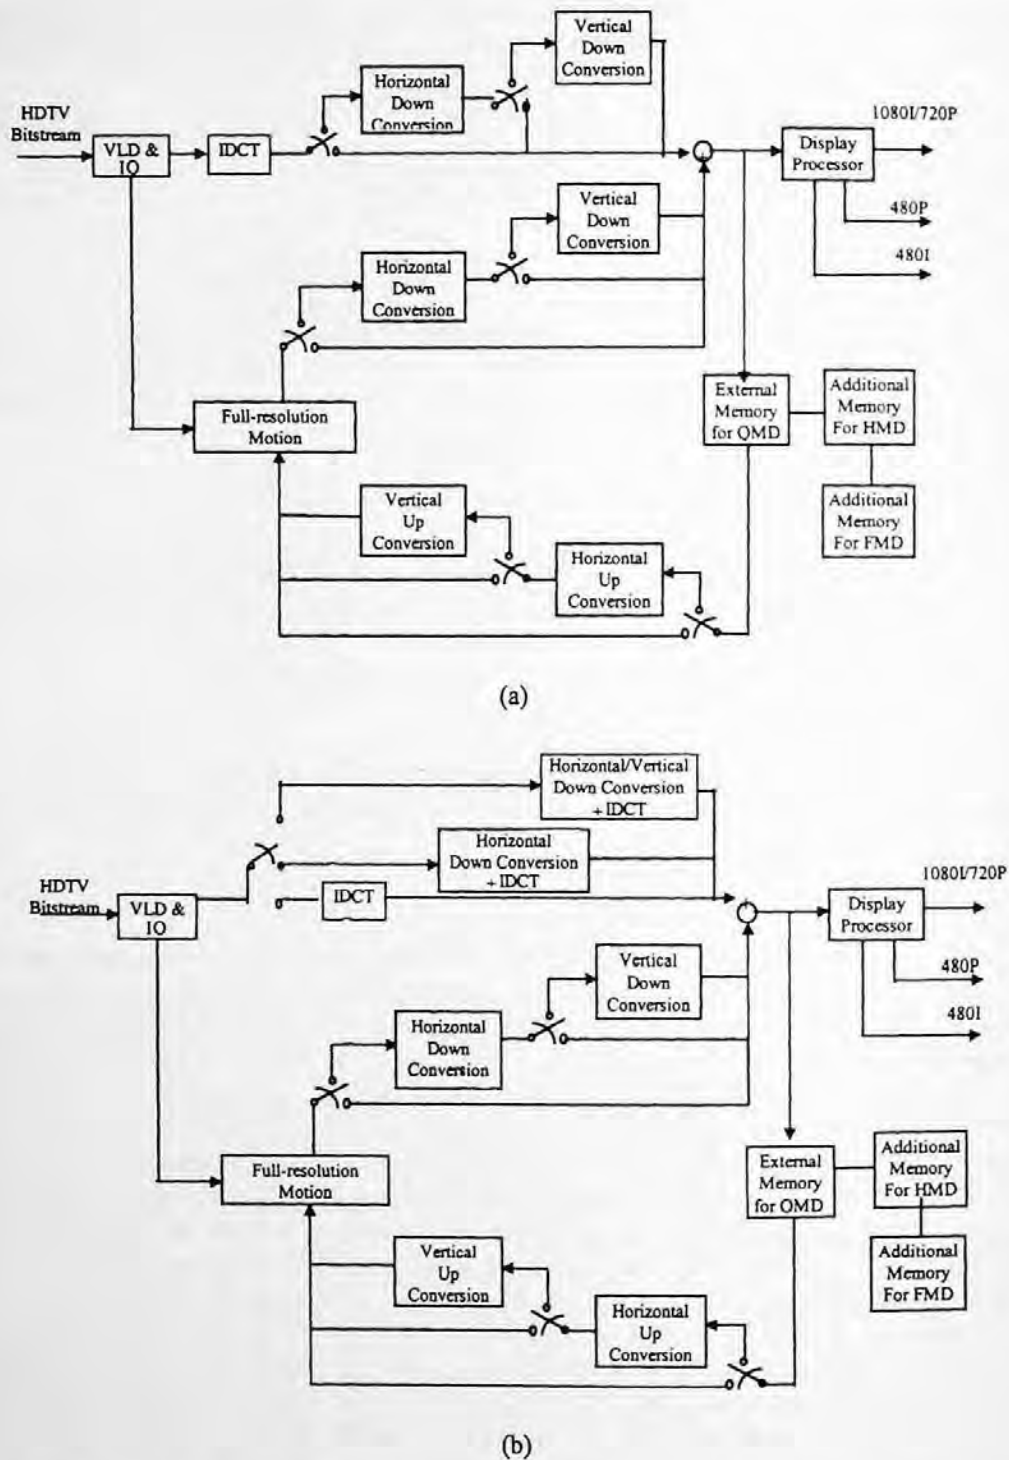 Vertical
Down
Conversion
Horizontal
Down
Conversion
HDTV
Bitstream
VLD &
IQ
IDCT
+
Display
Processor
1080I/720P
480P
480I
Vertical
Down
Conversion
Horizontal
Down
Conversion
Full-resolution
Motion
External
Memory
for QMD
Additional
Memory
For HMD
Additional
Memory
For FMD
Vertical
Up
Conversion
Horizontal
Up
Conversion
(a)
Horizontal/Vertical
Down Conversion
+ IDCT
Horizontal
Down Conversion
+ IDCT
HDTV
Bitstream
VLD &
IQ
IDCT
+
Display
Processor
1080I/720P
480P
480I
Vertical
Down
Conversion
Horizontal
Down
Conversion
Full-resolution
Motion
External
Memory
for QMD
Additional
Memory
For HMD
Additional
Memory
For FMD
Vertical
Up
Conversion
Horizontal
Up
Conversion
(b)